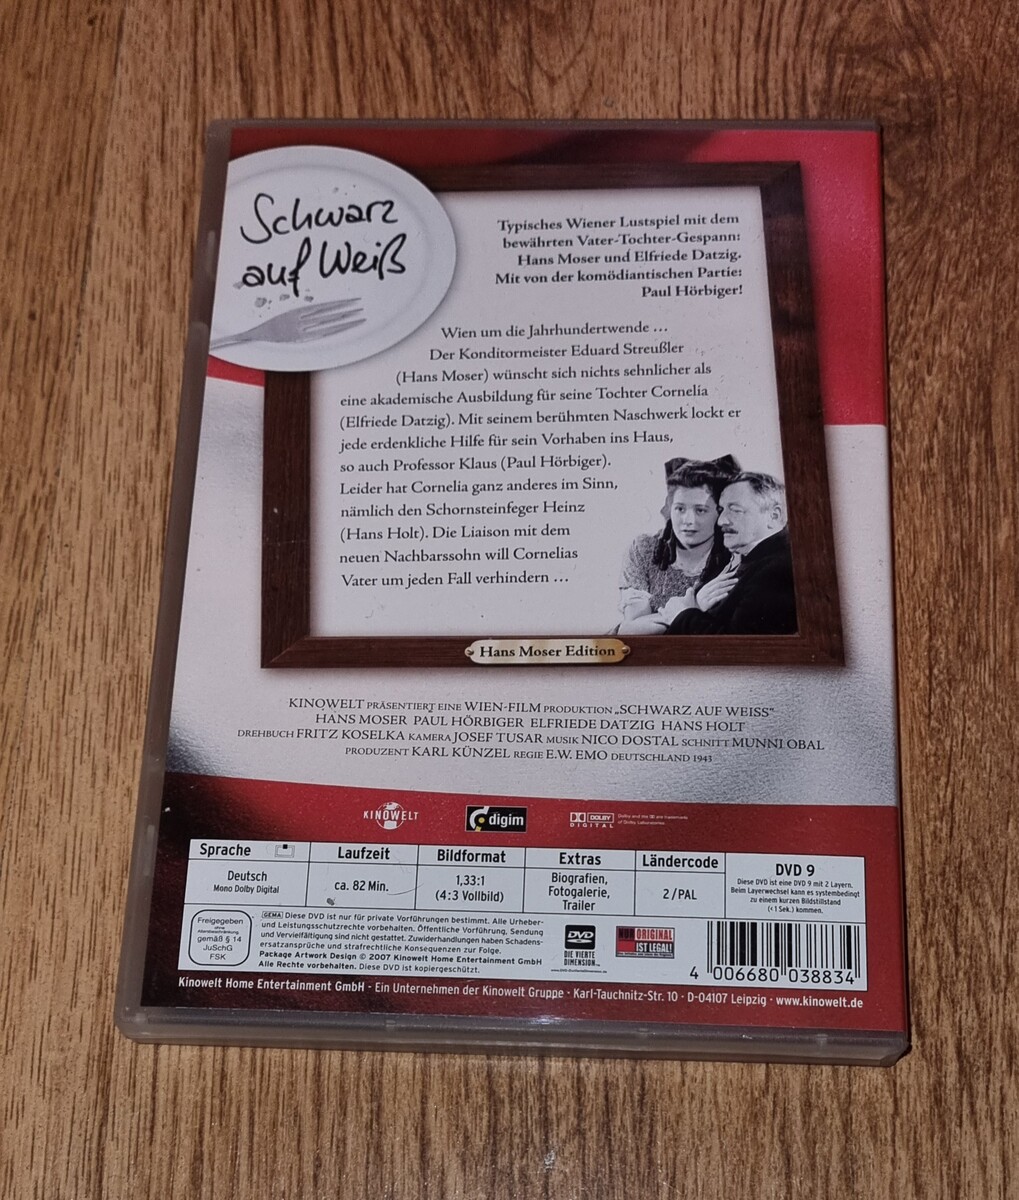 Schwarz
auf Weiß
Typisches Wiener Lustspiel mit dem
bewährten Vater-Tochter-Gespann:
Hans Moser und Elfriede Datzig.
Mit von der komödiantischen Partie:
Paul Hörbiger!
Wien um die Jahrhundertwende ...
Der Konditormeister Eduard Streußler
(Hans Moser) wünscht sich nichts sehnlicher als
eine akademische Ausbildung für seine Tochter Cornelia
(Elfriede Datzig). Mit seinem berühmten Naschwerk lockt er
jede erdenkliche Hilfe für sein Vorhaben ins Haus,
so auch Professor Klaus (Paul Hörbiger).
Leider hat Cornelia ganz anderes im Sinn,
nämlich den Schornsteinfeger Heinz
(Hans Holt). Die Liaison mit dem
neuen Nachbarssohn will Cornelias
Vater um jeden Fall verhindern ...
Hans Moser Edition
KINOWELT PRÄSENTIERT EINE WIEN-FILM PRODUKTION „SCHWARZ AUF WEISS"
HANS MOSER PAUL HÖRBIGER ELFRIEDE DATZIG HANS HOLT
DREHBUCH FRITZ KOSELKA KAMERA JOSEF TUSAR MUSIK NICO DOSTAL SCHNITT MUNNI OBAL
PRODUZENT KARL KÜNZEL REGIE E.W. EMO DEUTSCHLAND 1943
KINOWELT
digim
DOLBY
DIGITAL
Dolby and the DD are trademarks
of Dolby Laboratories.
Sprache
Laufzeit
Bildformat
Extras
Ländercode
DVD 9
Deutsch
Mono Dolby Digital
ca. 82 Min.
1,33:1
(4:3 Vollbild)
Biografien,
Fotogalerie,
Trailer
2/PAL
Diese DVD ist eine DVD 9 mit 2 Layern.
Beim Layerwechsel kann es systembedingt
zu einem kurzen Bildstillstand
(< 1 Sek.) kommen.
Freigegeben
ohne
Altersbeschränkung
gemäß § 14
JuSchG
FSK
GEMA Diese DVD ist nur für private Vorführungen bestimmt. Alle Urheber-
und Leistungsschutzrechte vorbehalten. Öffentliche Vorführung, Sendung
und Vervielfältigung sind nicht gestattet. Zuwiderhandlungen haben Schadens-
ersatzansprüche und strafrechtliche Konsequenzen zur Folge.
Package Artwork Design © 2007 Kinowelt Home Entertainment GmbH
Alle Rechte vorbehalten. Diese DVD ist kopiergeschützt.
DVD
VIDEO
DIE VIERTE
DIMENSION...
NUR ORIGINAL
IST LEGAL!
4 006680 038834
Kinowelt Home Entertainment GmbH · Ein Unternehmen der Kinowelt Gruppe · Karl-Tauchnitz-Str. 10 · D-04107 Leipzig · www.kinowelt.de